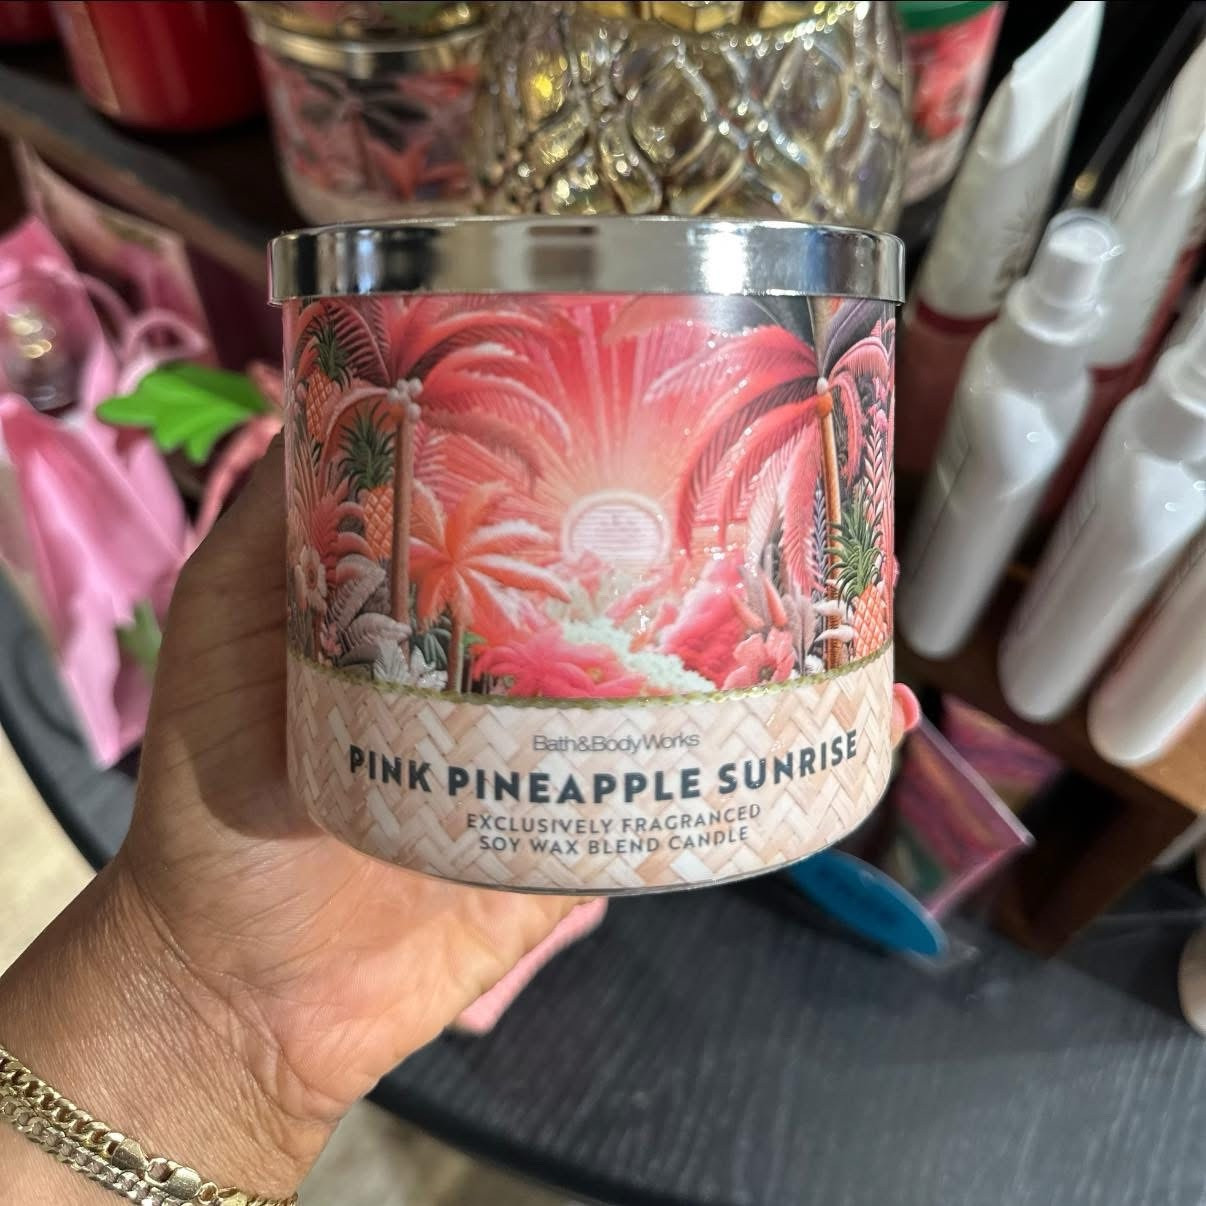 Bath&BodyWorks
PINK PINEAPPLE SUNRISE
EXCLUSIVELY FRAGRANCED
SOY WAX BLEND CANDLE